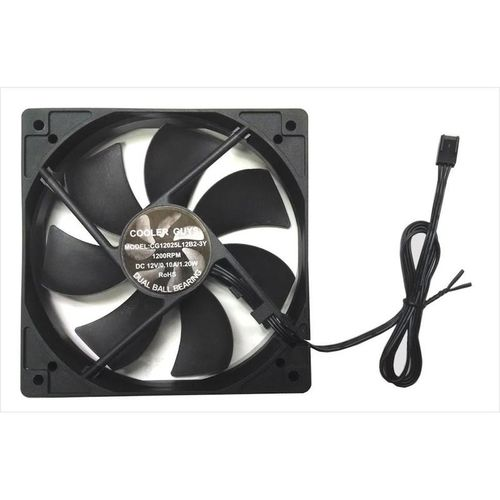 COOLER GUYS
MODEL:CG12025L12B2-3Y
1200RPM
DC 12V/0.10A/1.20W
RoHS
DUAL BALL BEARING